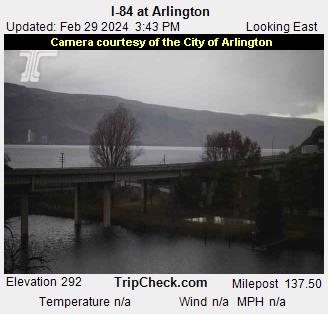 I-84 at Arlington
Updated: Feb 29 2024 3:43 PM Looking East
Camera courtesy of the City of Arlington
Elevation 292 TripCheck.com Milepost 137.50
Temperature n/a Wind n/a MPH n/a